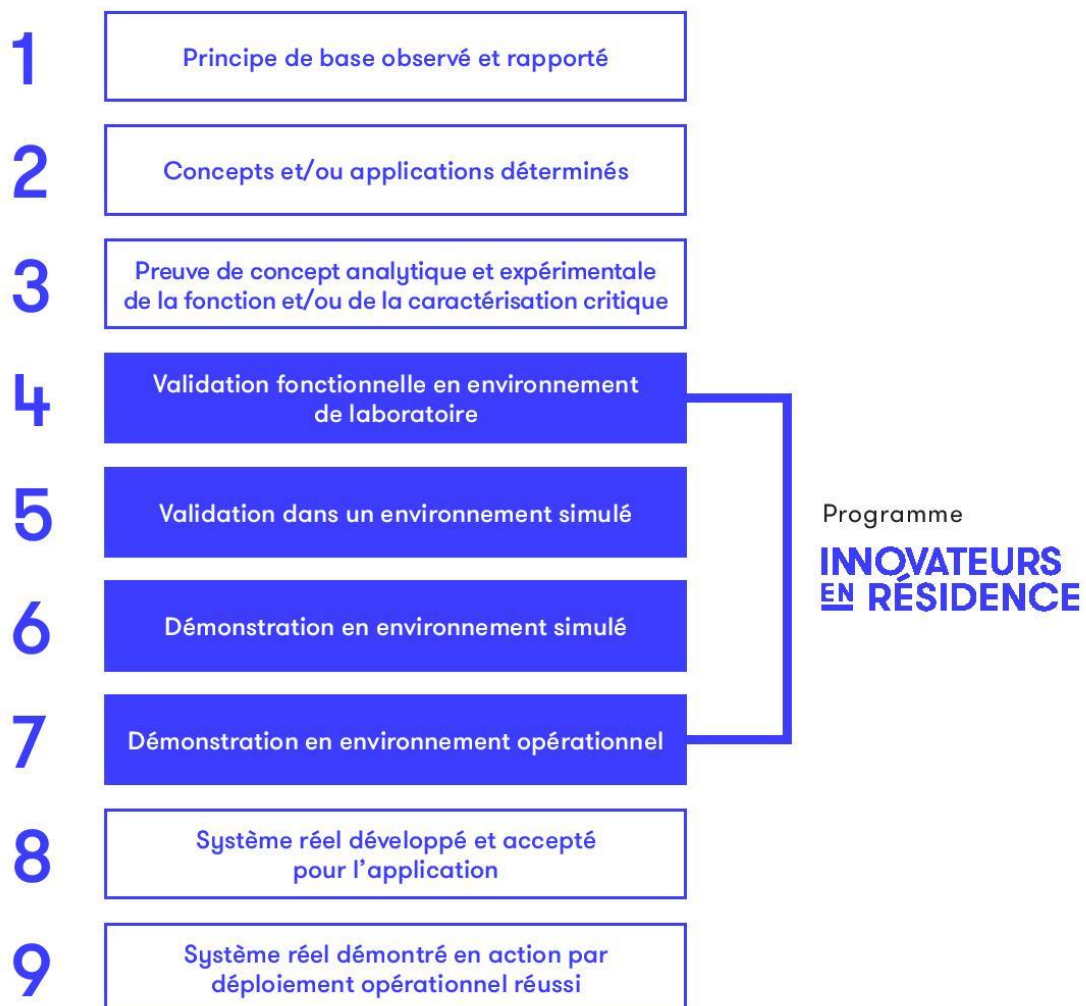 1
Principe de base observé et rapporté
2
Concepts et/ou applications déterminés
3
Preuve de concept analytique et expérimentale
de la fonction et/ou de la caractérisation critique
4
Validation fonctionnelle en environnement
de laboratoire
5
Validation dans un environnement simulé
6
Démonstration en environnement simulé
7
Démonstration en environnement opérationnel
8
Système réel développé et accepté
pour l’application
9
Système réel démontré en action par
déploiement opérationnel réussi
Programme
INNOVATEURS
EN RÉSIDENCE